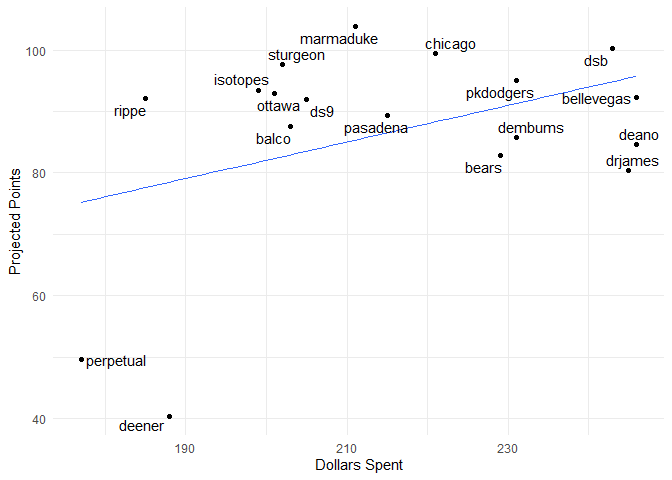 100
80
60
40
Projected Points
marmaduke
chicago
sturgeon
dsb
isotopes
pkdodgers
bellevegas
rippe
ottawa
ds9
balco
pasadena
dembums
deano
bears
drjames
perpetual
deener
190
210
230
Dollars Spent